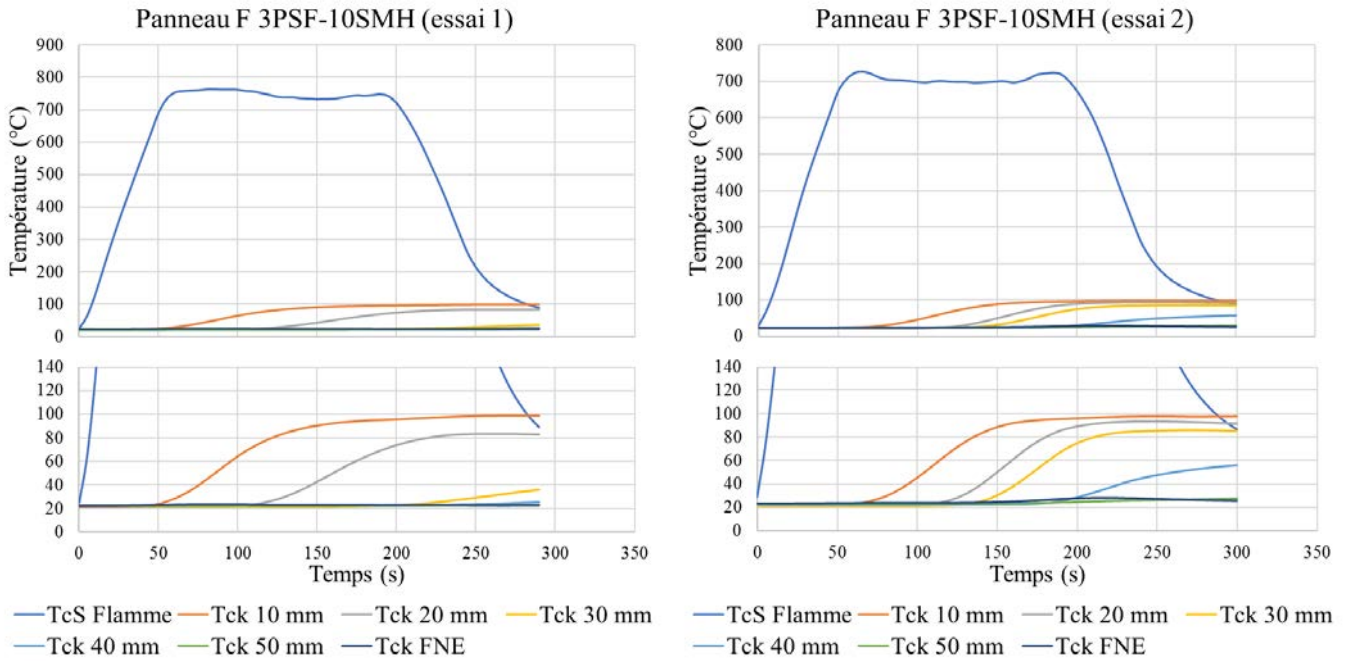 Panneau F 3PSF-10SMH (essai 1)
900
800
700
600
500
400
300
200
100
0
Température (°C)
140
120
100
80
60
40
20
0
0 50 100 150 200 250 300 350
Temps (s)
TcS Flamme Tck 10 mm Tck 20 mm Tck 30 mm
Tck 40 mm Tck 50 mm Tck FNE
Panneau F 3PSF-10SMH (essai 2)
800
700
600
500
400
300
200
100
0
Température (°C)
140
120
100
80
60
40
20
0
0 50 100 150 200 250 300 350
Temps (s)
TcS Flamme Tck 10 mm Tck 20 mm Tck 30 mm
Tck 40 mm Tck 50 mm Tck FNE